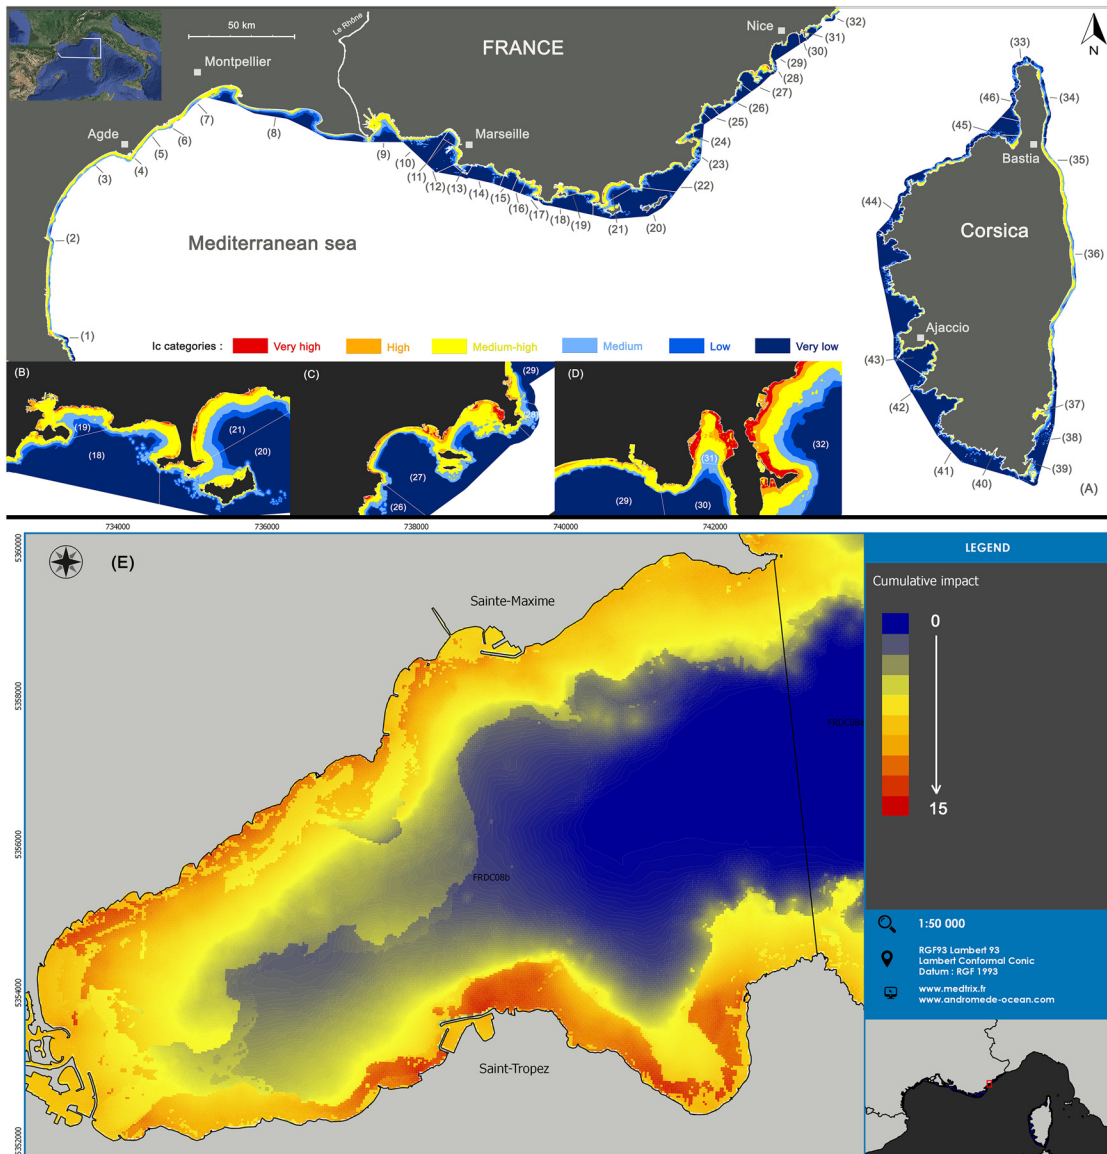 50 km
Le Rhône
FRANCE
Nice
Montpellier
Agde
Marseille
Mediterranean sea
(1)
(2)
(3)
(4)
(5)
(6)
(7)
(8)
(9)
(10)
(11)
(12)
(13)
(14)
(15)
(16)
(17)
(18)
(19)
(21)
(20)
(22)
(23)
(24)
(25)
(26)
(27)
(28)
(29)
(30)
(31)
(32)
N
(33)
(34)
(46)
(45)
Bastia
(35)
(44)
Corsica
(36)
Ajaccio
(43)
(42)
(37)
(38)
(39)
(41)
(40)
(A)
Ic categories :
Very high
High
Medium-high
Medium
Low
Very low
(B)
(19)
(18)
(21)
(20)
(C)
(29)
(28)
(27)
(26)
(D)
(31)
(32)
(29)
(30)
734000
736000
738000
740000
742000
5360000
5358000
5356000
5354000
5352000
(E)
Sainte-Maxime
FRDC08b
Saint-Tropez
LEGEND
Cumulative impact
0
15
1:50 000
RGF93 Lambert 93
Lambert Conformal Conic
Datum : RGF 1993
www.medtrix.fr
www.andromede-ocean.com